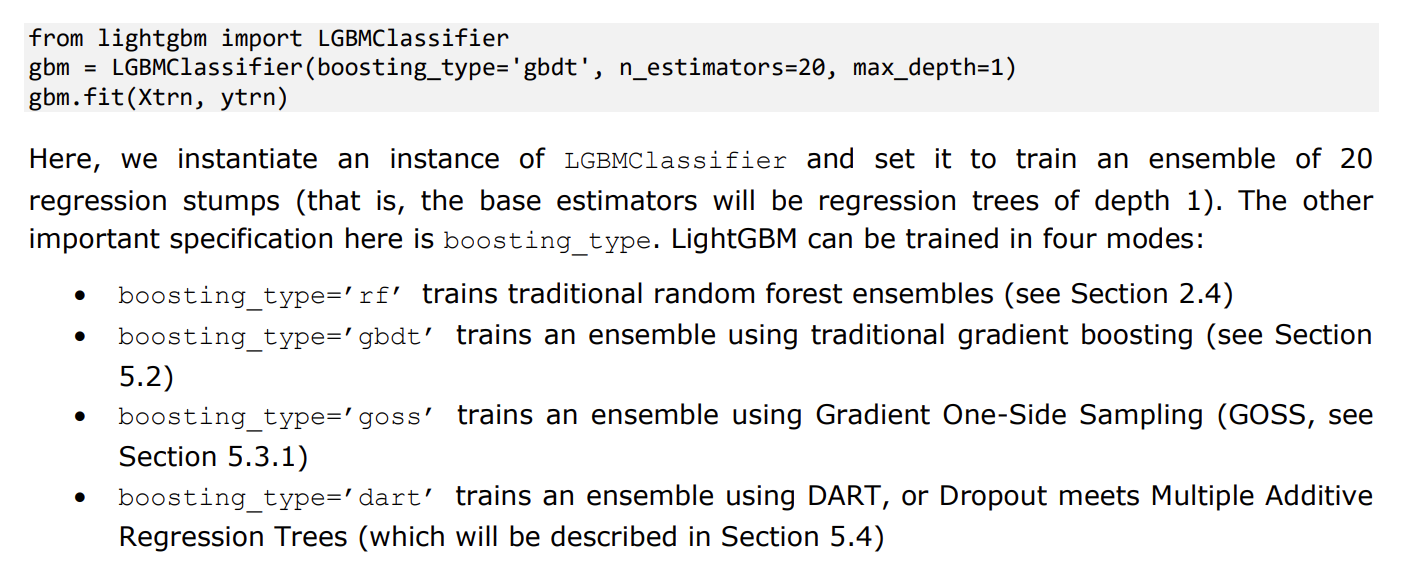 from lightgbm import LGBMClassifier
gbm = LGBMClassifier(boosting_type='gbdt', n_estimators=20, max_depth=1)
gbm.fit(Xtrn, ytrn)
Here, we instantiate an instance of LGBMClassifier and set it to train an ensemble of 20
regression stumps (that is, the base estimators will be regression trees of depth 1). The other
important specification here is boosting_type. LightGBM can be trained in four modes:
• boosting_type=’rf’ trains traditional random forest ensembles (see Section 2.4)
• boosting_type=’gbdt’ trains an ensemble using traditional gradient boosting (see Section
5.2)
• boosting_type=’goss’ trains an ensemble using Gradient One-Side Sampling (GOSS, see
Section 5.3.1)
• boosting_type=’dart’ trains an ensemble using DART, or Dropout meets Multiple Additive
Regression Trees (which will be described in Section 5.4)